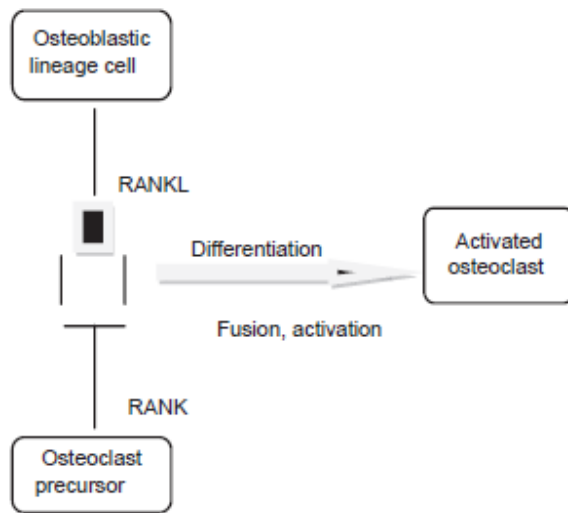 Osteoblastic
lineage cell
RANKL
Differentiation
Activated
osteoclast
Fusion, activation
RANK
Osteoclast
precursor